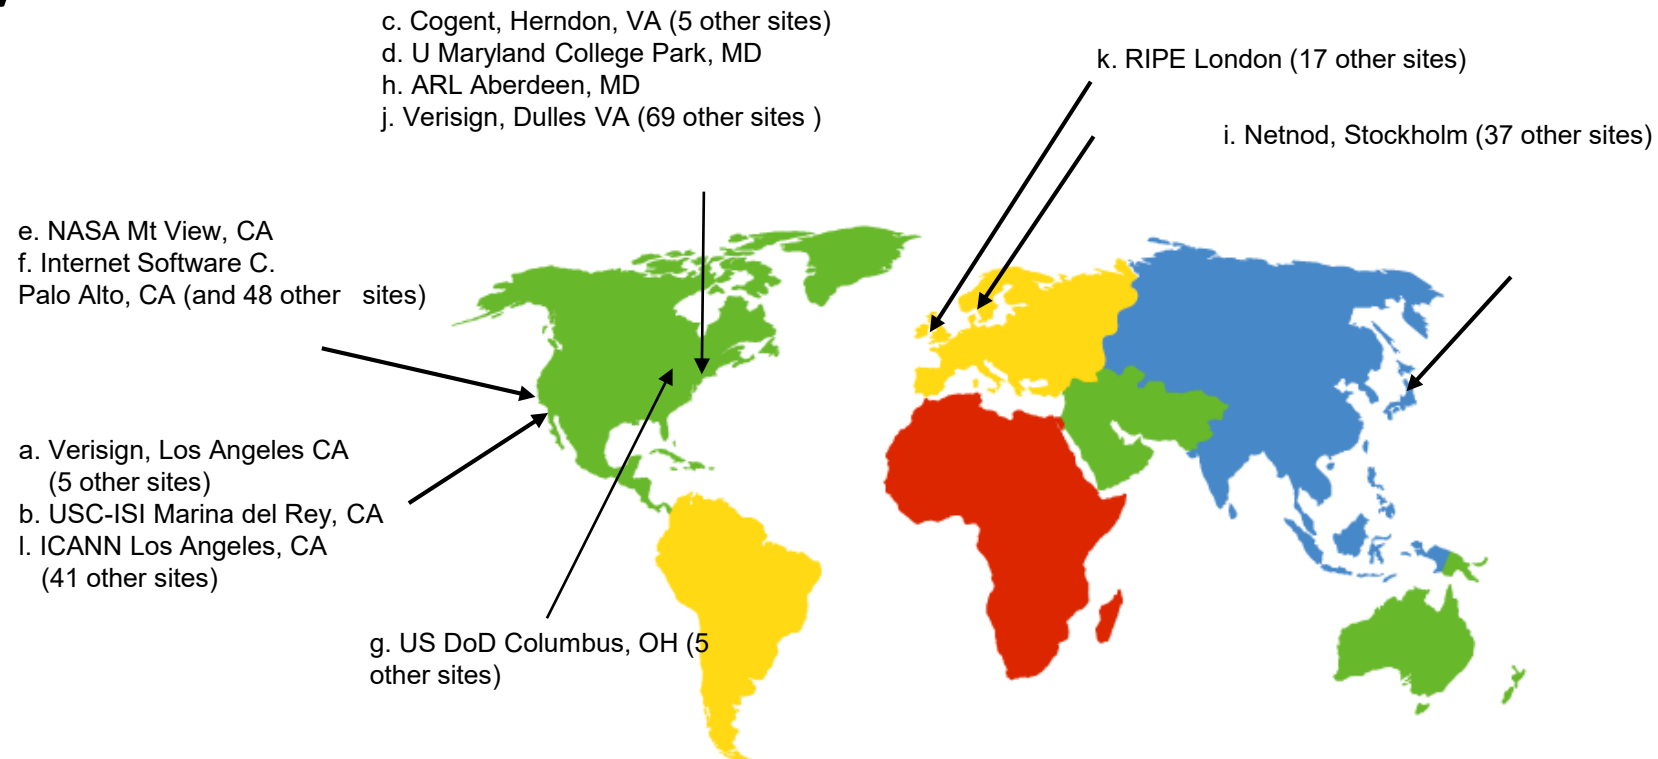 c. Cogent, Herndon, VA (5 other sites)
d. U Maryland College Park, MD
h. ARL Aberdeen, MD
j. Verisign, Dulles VA (69 other sites )
k. RIPE London (17 other sites)
i. Netnod, Stockholm (37 other sites)
e. NASA Mt View, CA
f. Internet Software C.
Palo Alto, CA (and 48 other sites)
a. Verisign, Los Angeles CA
(5 other sites)
b. USC-ISI Marina del Rey, CA
l. ICANN Los Angeles, CA
(41 other sites)
g. US DoD Columbus, OH (5
other sites)